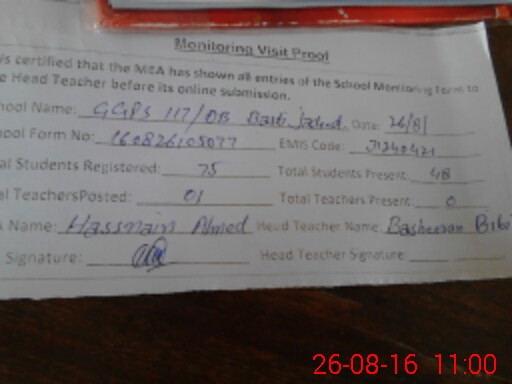 Monitoring Visit Proof
is certified that the MEA has shown all entries of the School Monitoring Form to
e Head Teacher before its online submission.
hool Name: GGPS 117/DB Basti Date: 26/8/
ool Form No: 160826105077 EMIS Code: 31240421
al Students Registered: 75 Total Students Present: 48
al TeachersPosted: 01 Total Teachers Present: 0
Name: Hassnain Ahmed Head Teacher Name: Basheeran Bibi
Signature: Head Teacher Signature:
26-08-16 11:00